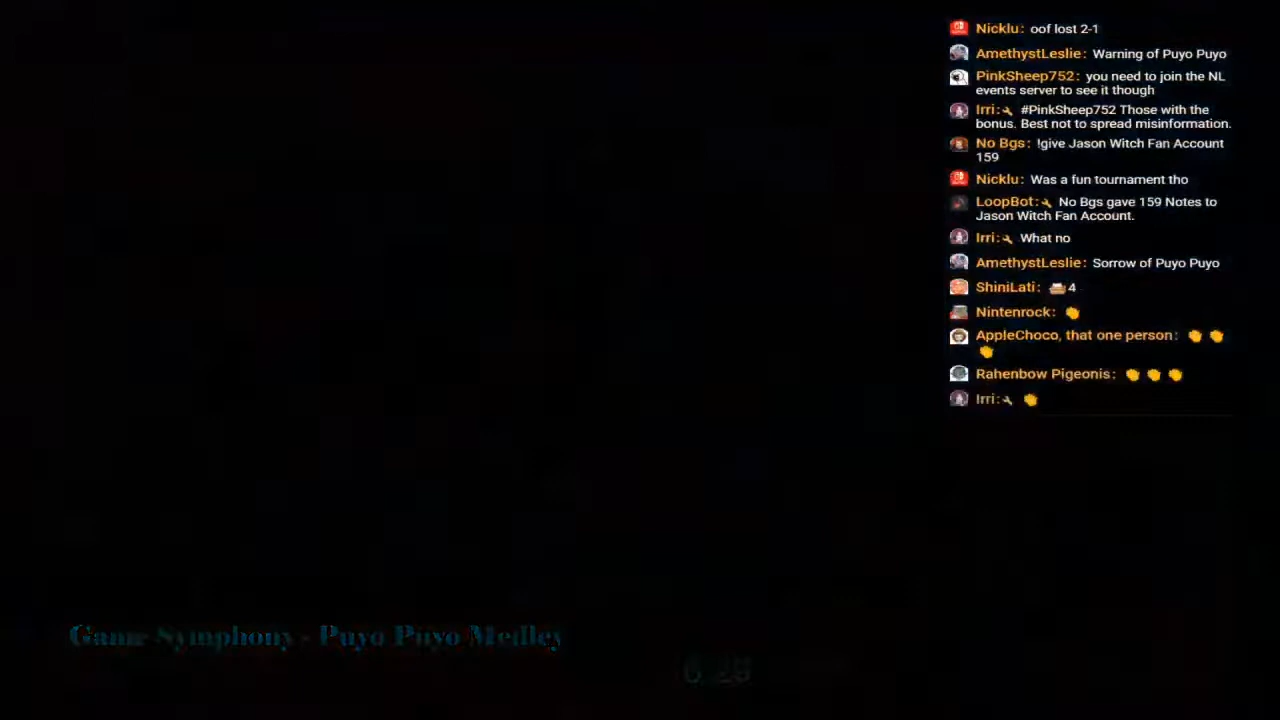 Nicklu: oof lost 2-1
AmethystLeslie: Warning of Puyo Puyo
PinkSheep752: you need to join the NL
events server to see it though
Irri: #PinkSheep752 Those with the
bonus. Best not to spread misinformation.
No Bgs: !give Jason Witch Fan Account
159
Nicklu: Was a fun tournament tho
LoopBot: No Bgs gave 159 Notes to
Jason Witch Fan Account.
Irri: What no
AmethystLeslie: Sorrow of Puyo Puyo
ShiniLati: 4
Nintenrock:
AppleChoco, that one person:
Rahenbow Pigeonis:
Irri:
Game Symphony - Puyo Puyo Medley